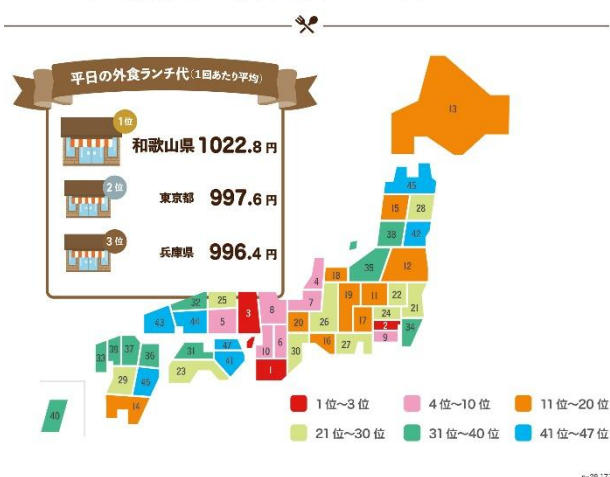 平日の外食ランチ代(1回あたり平均)
1位
和歌山県 1022.8 円
2位
東京都 997.6 円
3位
兵庫県 996.4 円
13
45
15 28
38 42
4 18 35 12
32 25 3 8 7 19 11 22
43 44 5 20 26 17 24 21
2
33 39 37 36 31 47 10 6 30 16 27 9 34
29 45 23 41 1
14
40
1位～3位
4位～10位
11位～20位
21位～30位
31位～40位
41位～47位